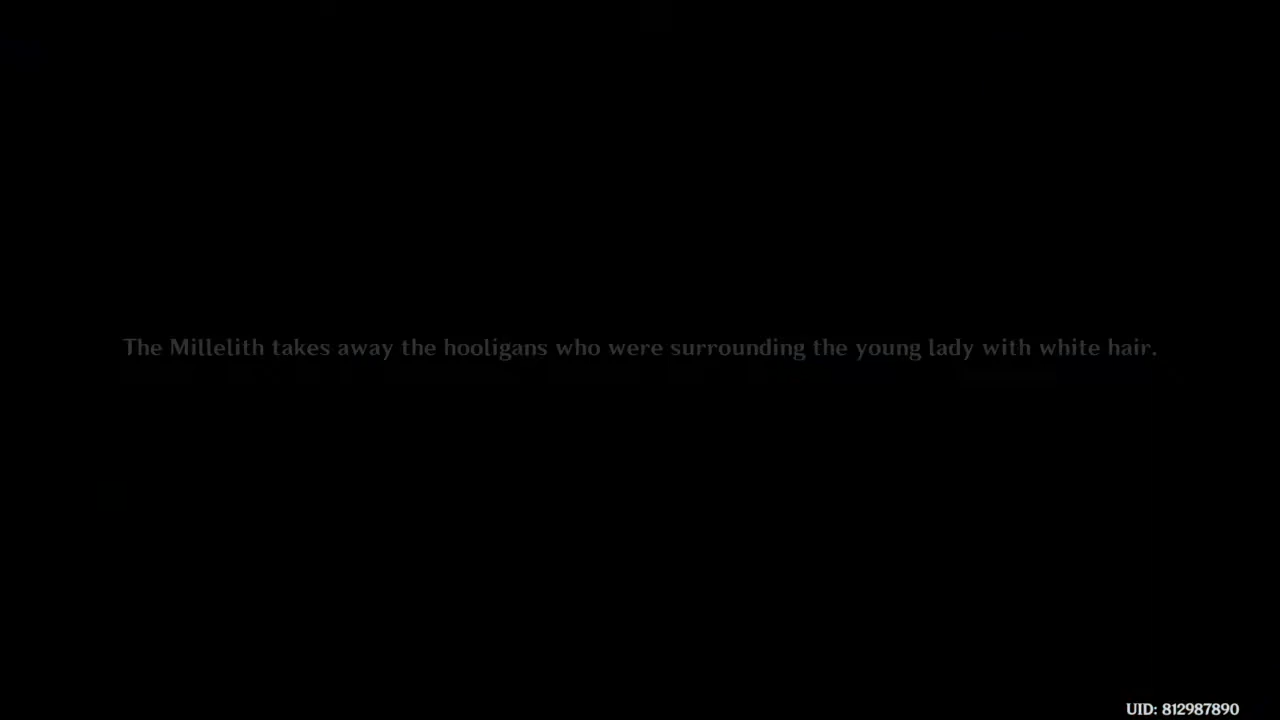 The Millelith takes away the hooligans who were surrounding the young lady with white hair.
UID: 812987890